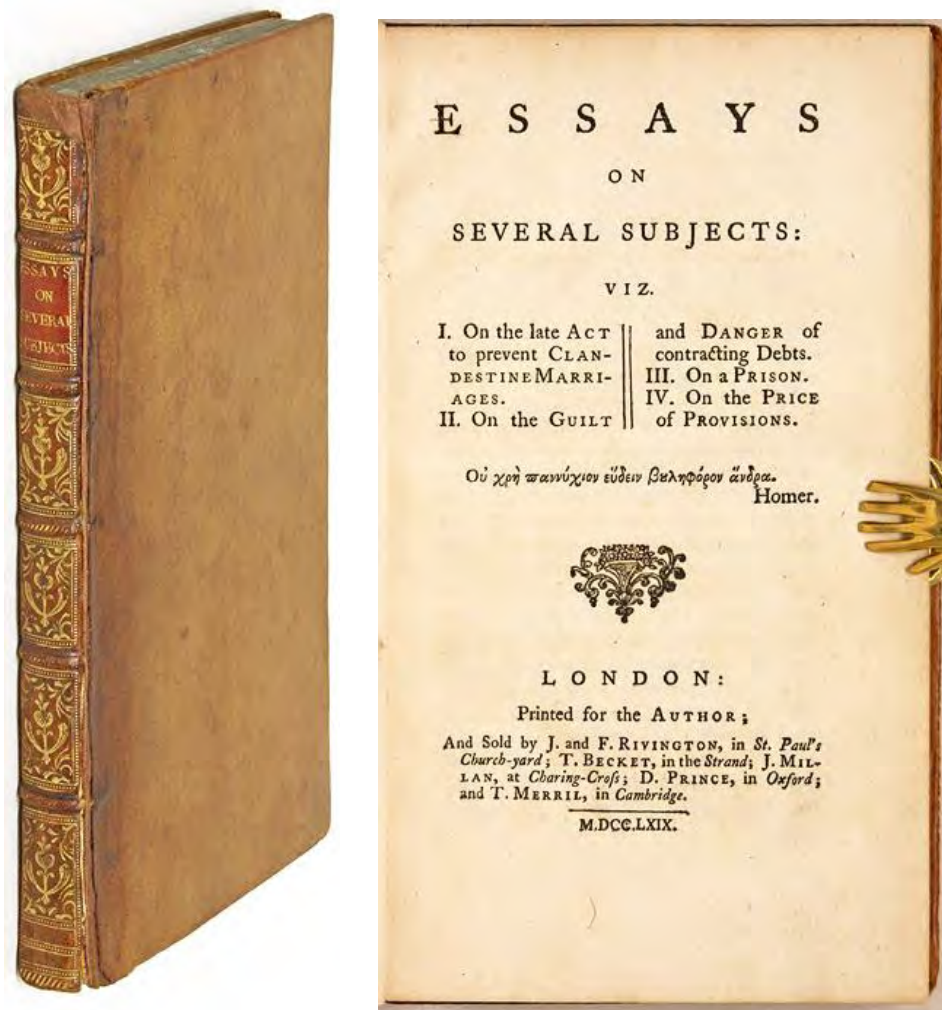 ESSAYS
ON
SEVERAL
SUBJECTS
ESSAYS
ON
SEVERAL SUBJECTS:
VIZ.
I. On the late ACT
to prevent CLAN-
DESTINE MARRI-
AGES.
II. On the GUILT
and DANGER of
contracting Debts.
III. On a PRISON.
IV. On the PRICE
of PROVISIONS.
Οὐ χρὴ ϖαννύχιον εὕδειν βȣληφόρον ἄνδρα.
Homer.
LONDON:
Printed for the AUTHOR;
And Sold by J. and F. RIVINGTON, in St. Paul's
Church-yard; T. BECKET, in the Strand; J. MIL-
LAN, at Charing-Croſs; D. PRINCE, in Oxford;
and T. MERRIL, in Cambridge.
M.DCC.LXIX.